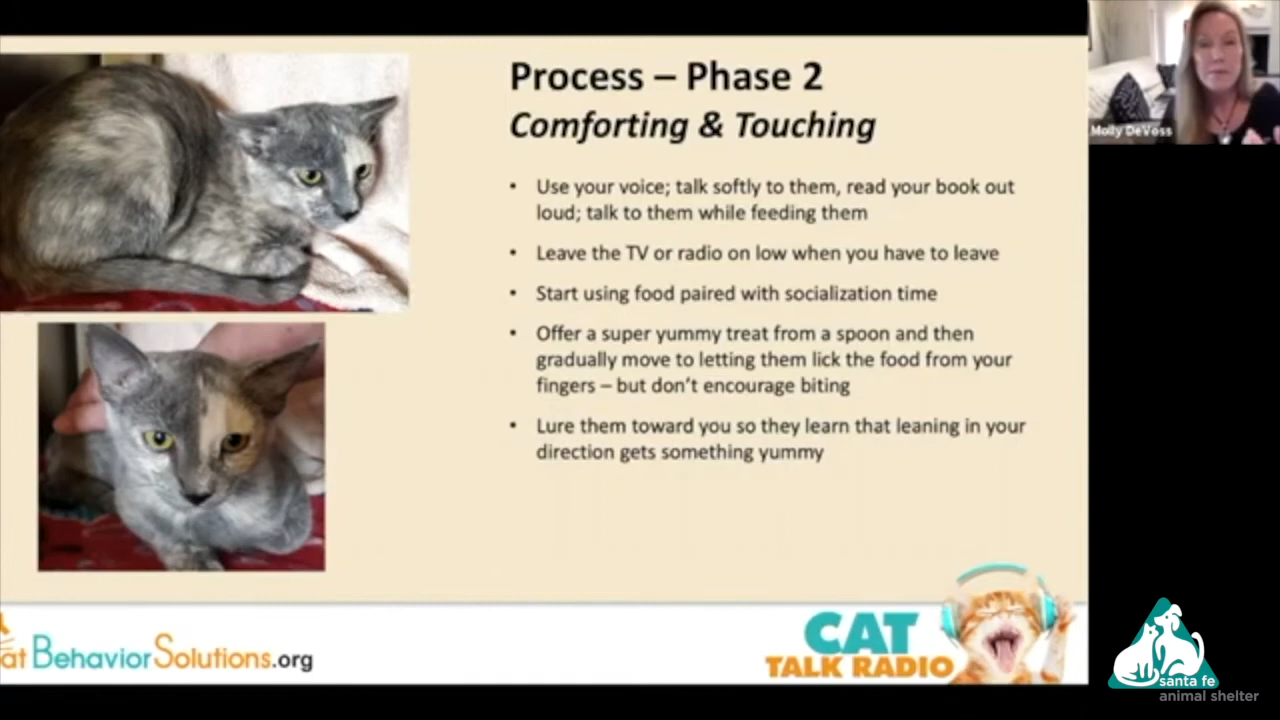 Process – Phase 2
Comforting & Touching
• Use your voice; talk softly to them, read your book out
loud; talk to them while feeding them
• Leave the TV or radio on low when you have to leave
• Start using food paired with socialization time
• Offer a super yummy treat from a spoon and then
gradually move to letting them lick the food from your
fingers – but don't encourage biting
• Lure them toward you so they learn that leaning in your
direction gets something yummy
Molly DeVoss
at BehaviorSolutions.org
CAT
TALK RADIO
santa fe
animal shelter